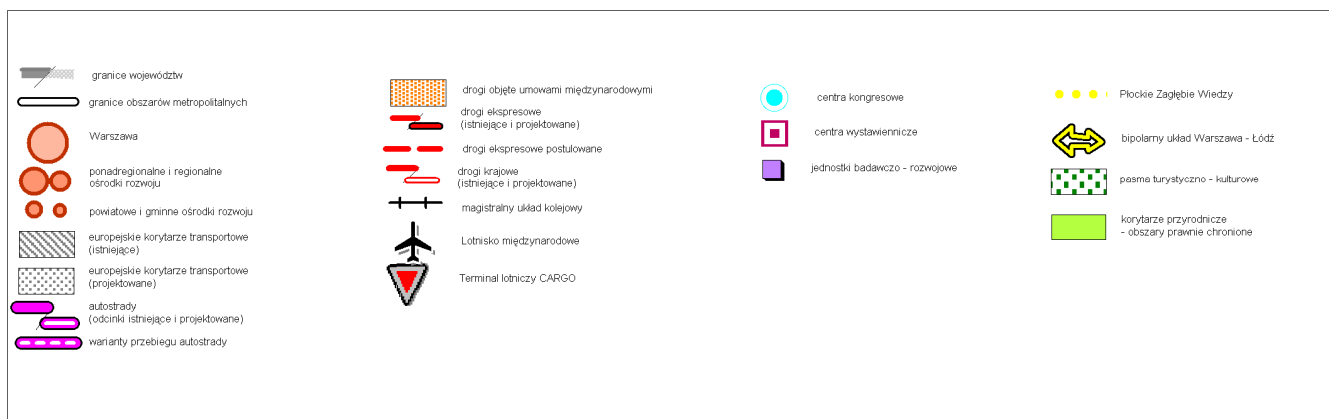 granice województw
granice obszarów metropolitalnych
Warszawa
ponadregionalne i regionalne
ośrodki rozwoju
powiatowe i gminne ośrodki rozwoju
europejskie korytarze transportowe
(istniejące)
europejskie korytarze transportowe
(projektowane)
autostrady
(odcinki istniejące i projektowane)
warianty przebiegu autostrady
drogi objęte umowami międzynarodowymi
drogi ekspresowe
(istniejące i projektowane)
drogi ekspresowe postulowane
drogi krajowe
(istniejące i projektowane)
magistralny układ kolejowy
Lotnisko międzynarodowe
Terminal lotniczy CARGO
centra kongresowe
centra wystawiennicze
jednostki badawczo - rozwojowe
Płockie Zagłębie Wiedzy
bipolarny układ Warszawa - Łódź
pasma turystyczno - kulturowe
korytarze przyrodnicze
- obszary prawnie chronione